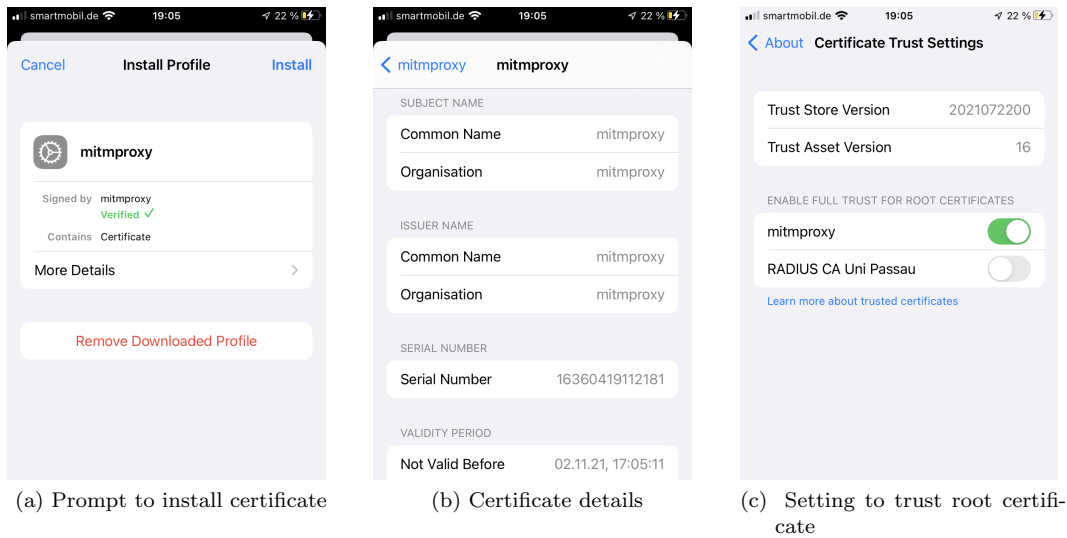 smartmobil.de 19:05 22 %
Cancel Install Profile Install
mitmproxy
Signed by mitmproxy
Verified
Contains Certificate
More Details
Remove Downloaded Profile
(a) Prompt to install certificate
smartmobil.de 19:05 22 %
mitmproxy mitmproxy
SUBJECT NAME
Common Name mitmproxy
Organisation mitmproxy
ISSUER NAME
Common Name mitmproxy
Organisation mitmproxy
SERIAL NUMBER
Serial Number 16360419112181
VALIDITY PERIOD
Not Valid Before 02.11.21, 17:05:11
(b) Certificate details
smartmobil.de 19:05 22 %
About Certificate Trust Settings
Trust Store Version 2021072200
Trust Asset Version 16
ENABLE FULL TRUST FOR ROOT CERTIFICATES
mitmproxy
RADIUS CA Uni Passau
Learn more about trusted certificates
(c) Setting to trust root certifi-
cate